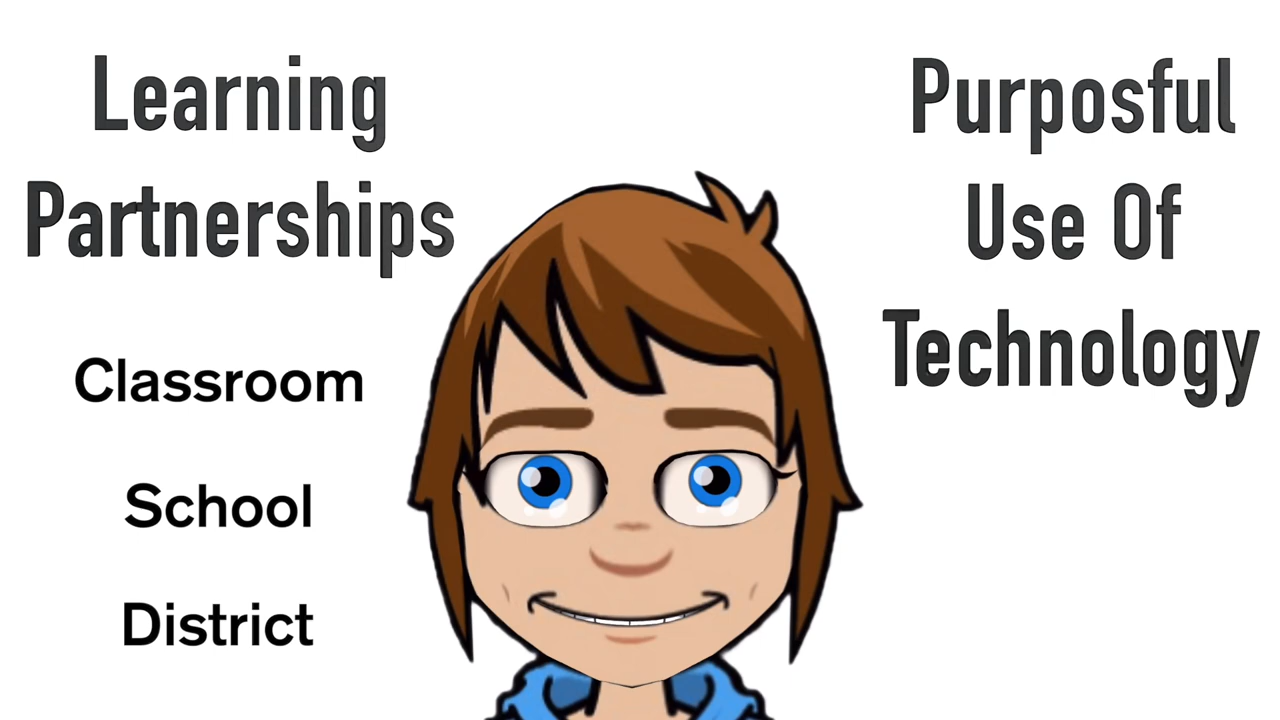 Learning
Partnerships
Classroom
School
District
Purposful
Use Of
Technology